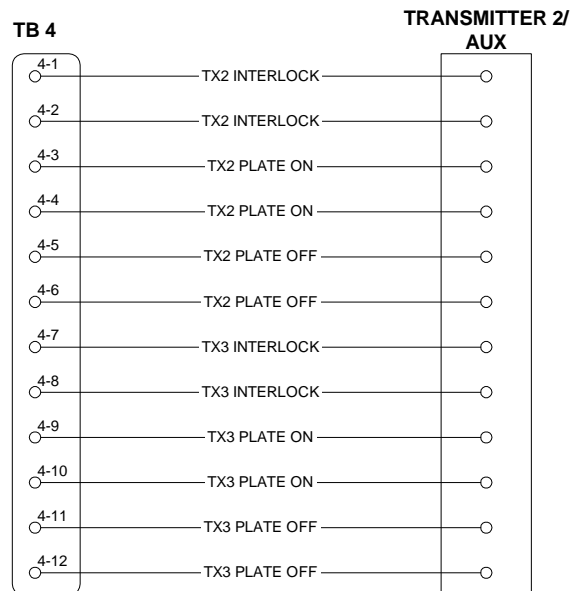 TB 4
TRANSMITTER 2/
AUX
4-1 TX2 INTERLOCK
4-2 TX2 INTERLOCK
4-3 TX2 PLATE ON
4-4 TX2 PLATE ON
4-5 TX2 PLATE OFF
4-6 TX2 PLATE OFF
4-7 TX3 INTERLOCK
4-8 TX3 INTERLOCK
4-9 TX3 PLATE ON
4-10 TX3 PLATE ON
4-11 TX3 PLATE OFF
4-12 TX3 PLATE OFF